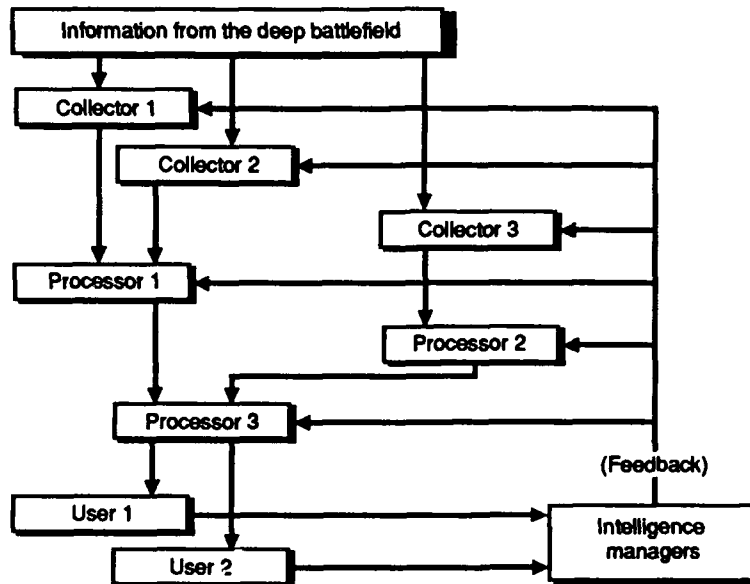 Information from the deep battlefield
Collector 1
Collector 2
Collector 3
Processor 1
Processor 2
Processor 3
(Feedback)
User 1
Intelligence
managers
User 2